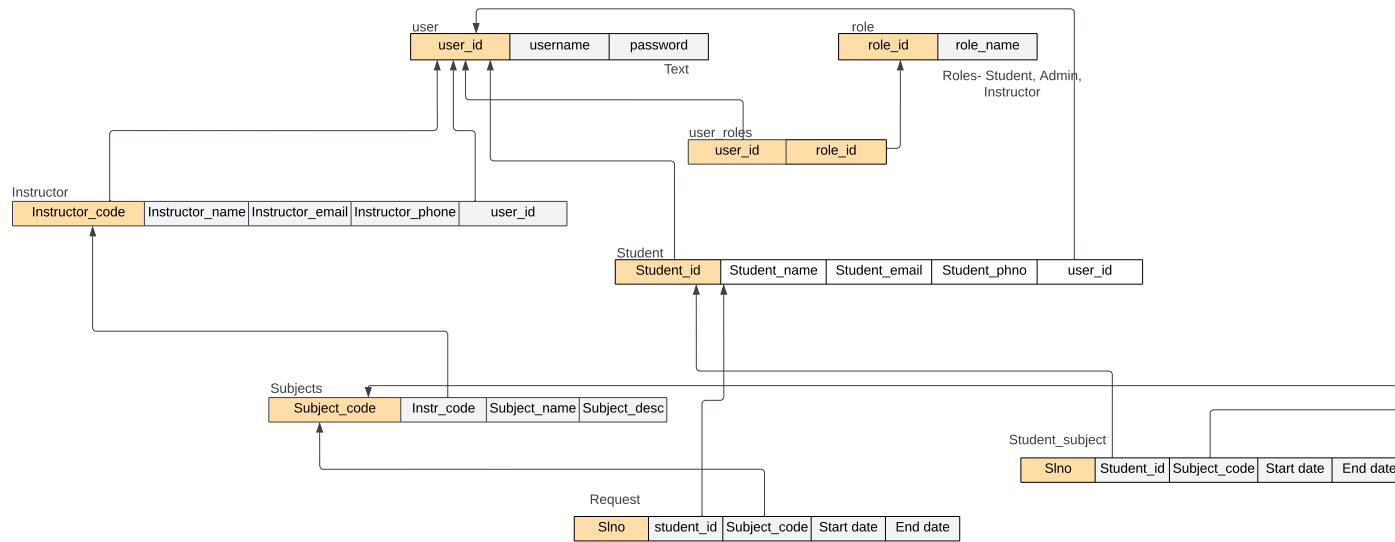 user
role
user_id username password
role_id role_name
Text
Roles- Student, Admin,
Instructor
user_roles
user_id role_id
Instructor
Instructor_code Instructor_name Instructor_email Instructor_phone user_id
Student
Student_id Student_name Student_email Student_phno user_id
Subjects
Subject_code Instr_code Subject_name Subject_desc
Student_subject
Slno Student_id Subject_code Start date End date
Request
Slno student_id Subject_code Start date End date